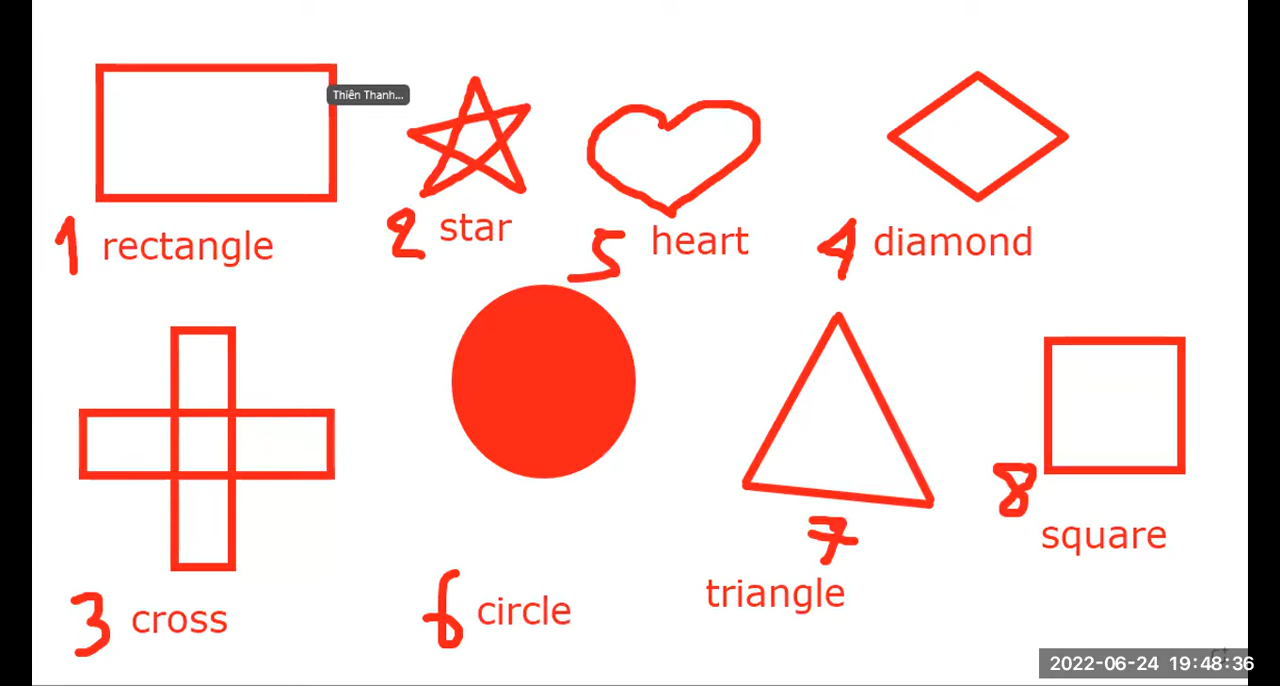 Thiên Thanh...
1 rectangle
2 star
5 heart
4 diamond
3 cross
6 circle
7
triangle
8
square
2022-06-24 19:48:36